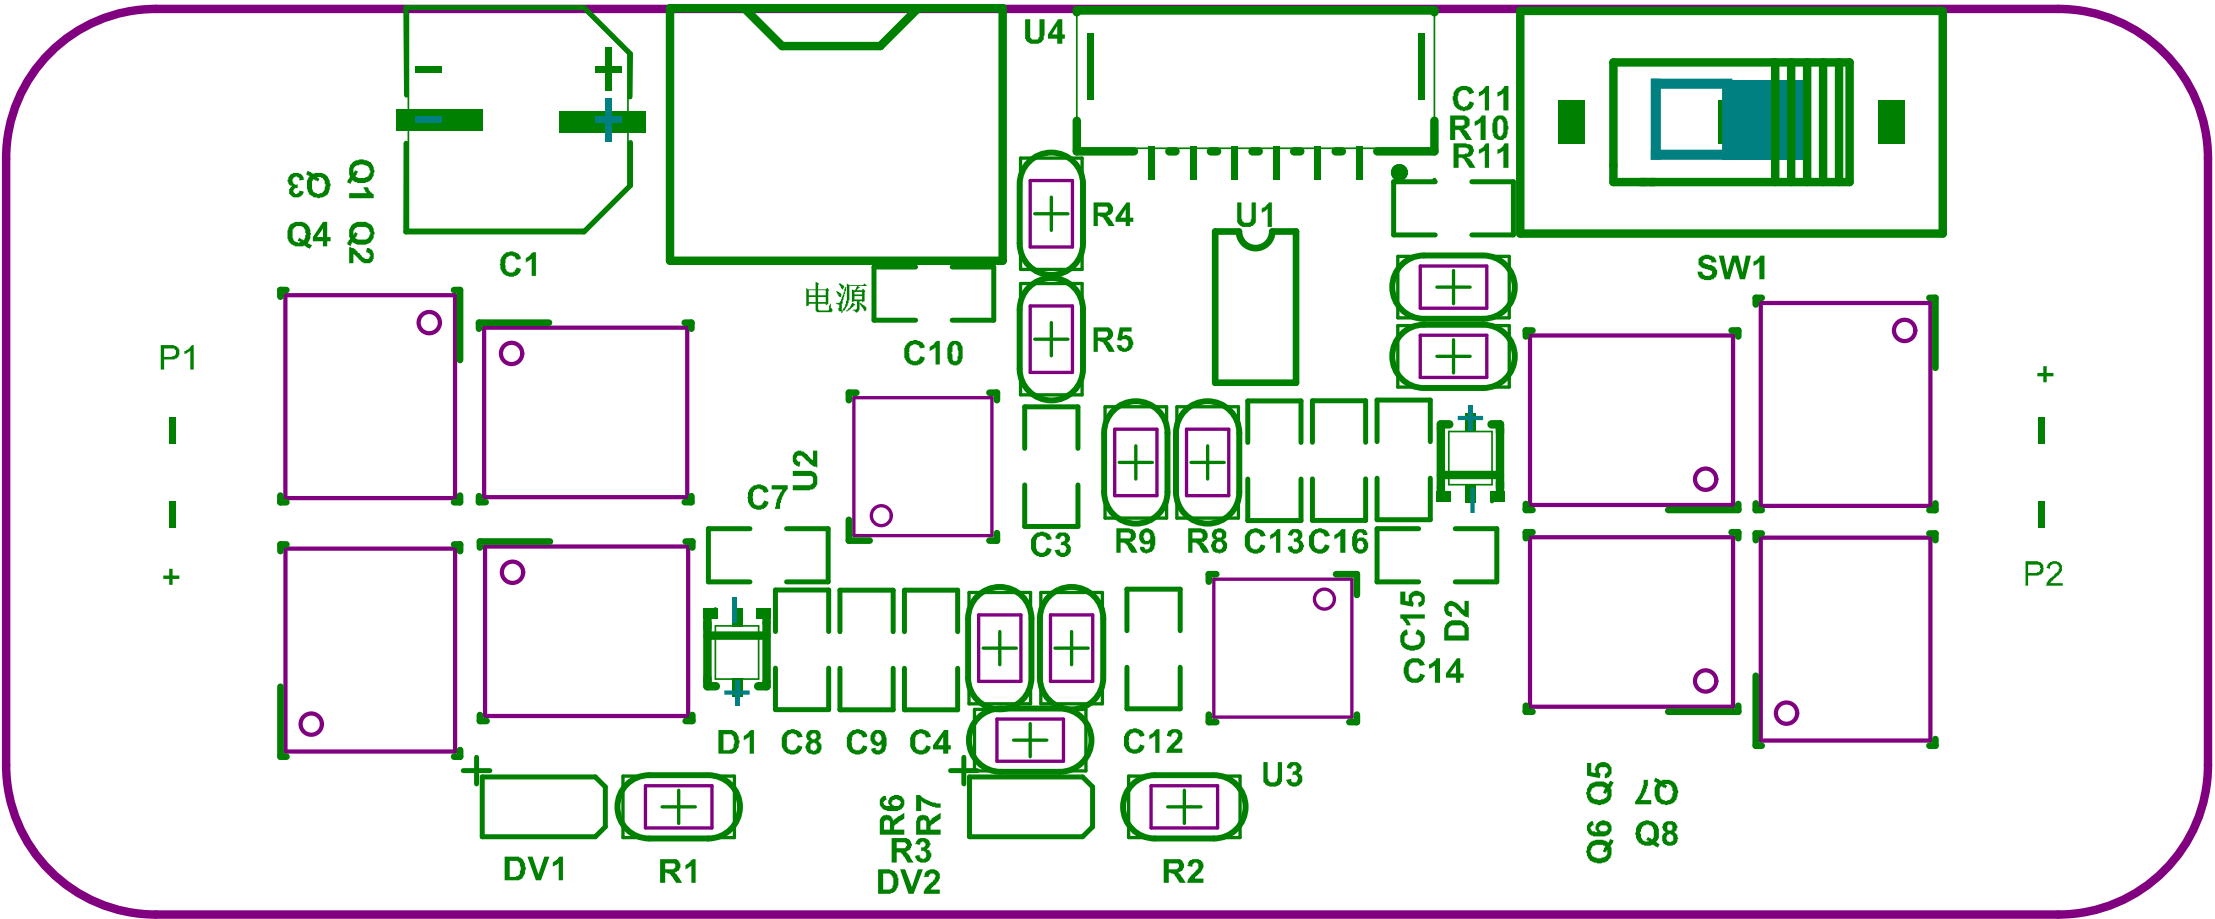 U4
C11
R10
R11
Q3 Q1
Q4 Q2
C1
R4
U1
SW1
电源
C10
R5
P1
+
U2
C7
C3
R9
R8
C13
C16
+
P2
C15
D2
C14
D1
C8
C9
C4
C12
U3
DV1
R1
R6
R7
R3
DV2
R2
Q5 Q7
Q6 Q8